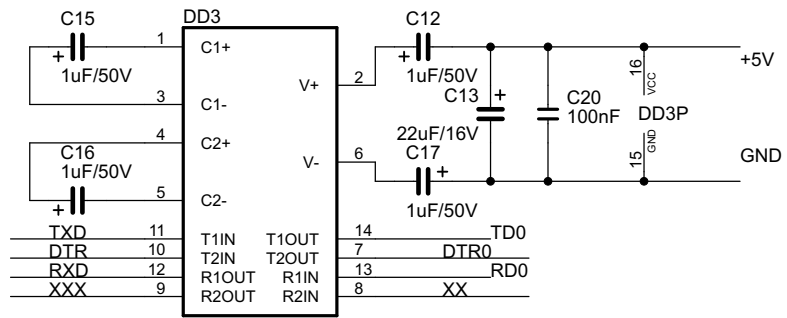 C15
DD3
C12
1
C1+
+
1uF/50V
+
1uF/50V
+5V
2
V+
16
VCC
3
C1-
C13
+
C20
100nF
DD3P
4
C2+
22uF/16V
C16
1uF/50V
6
V-
C17
+
15
GND
GND
5
C2-
+
1uF/50V
TXD
11
T1IN
T1OUT
14
TD0
DTR
10
T2IN
T2OUT
7
DTR0
RXD
12
R1OUT
R1IN
13
RD0
XXX
9
R2OUT
R2IN
8
XX